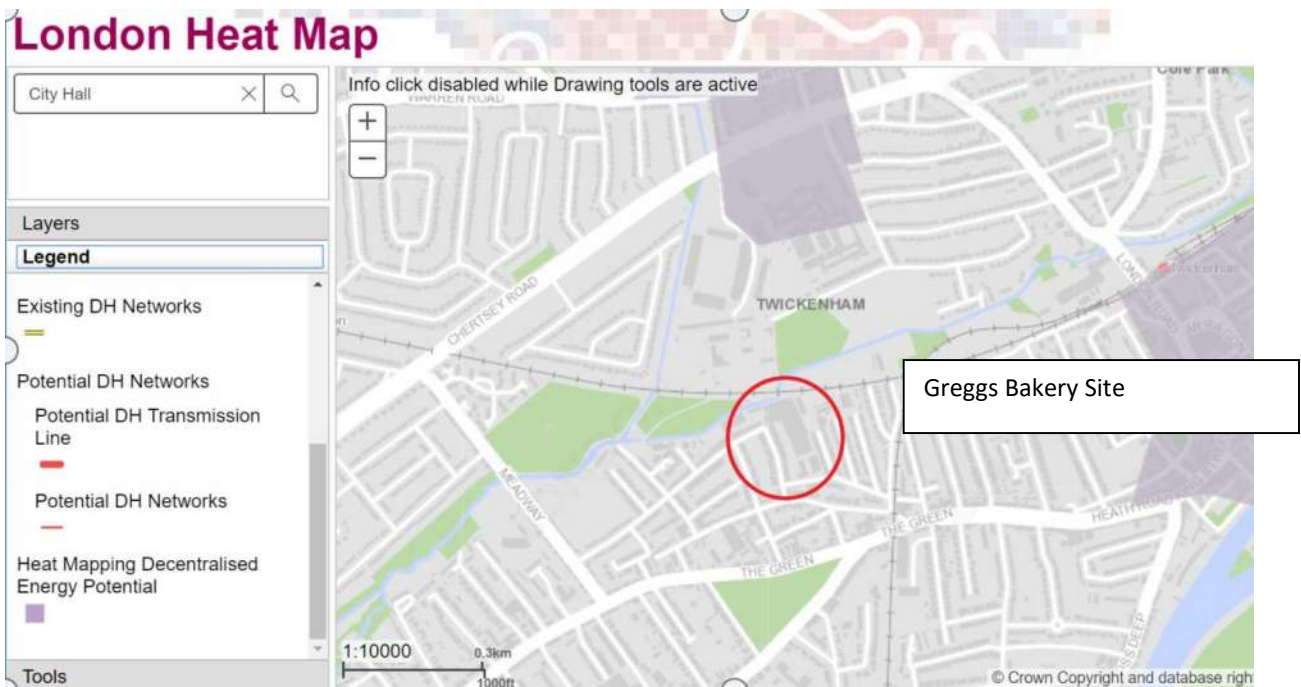 London Heat Map
City Hall
Info click disabled while Drawing tools are active
WARREN ROAD
+
−
Layers
Legend
Existing DH Networks
Potential DH Networks
Potential DH Transmission
Line
Potential DH Networks
Heat Mapping Decentralised
Energy Potential
Tools
CHERTSEY ROAD
TWICKENHAM
Twickenham
Greggs Bakery Site
MEADWAY
THE GREEN
THE GREEN
HEATH ROAD
1:10000
0.3km
1000ft
© Crown Copyright and database righ